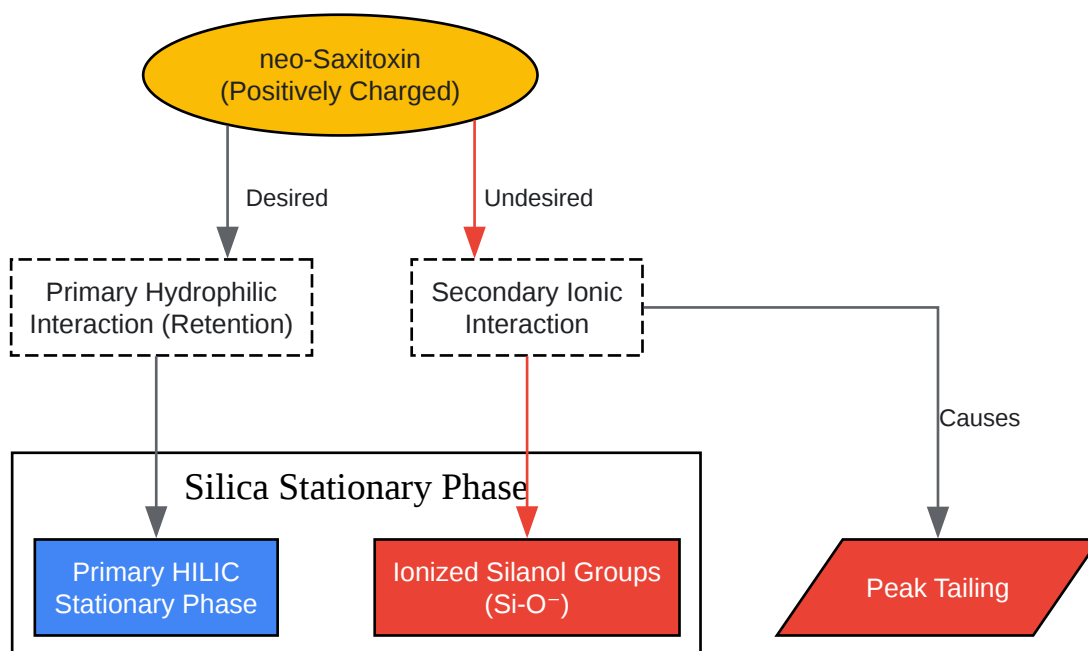 neo-Saxitoxin
(Positively Charged)
Desired
Undesired
Primary Hydrophilic
Interaction (Retention)
Secondary Ionic
Interaction
Causes
Silica Stationary Phase
Primary HILIC
Stationary Phase
Ionized Silanol Groups
(Si-O⁻)
Peak Tailing